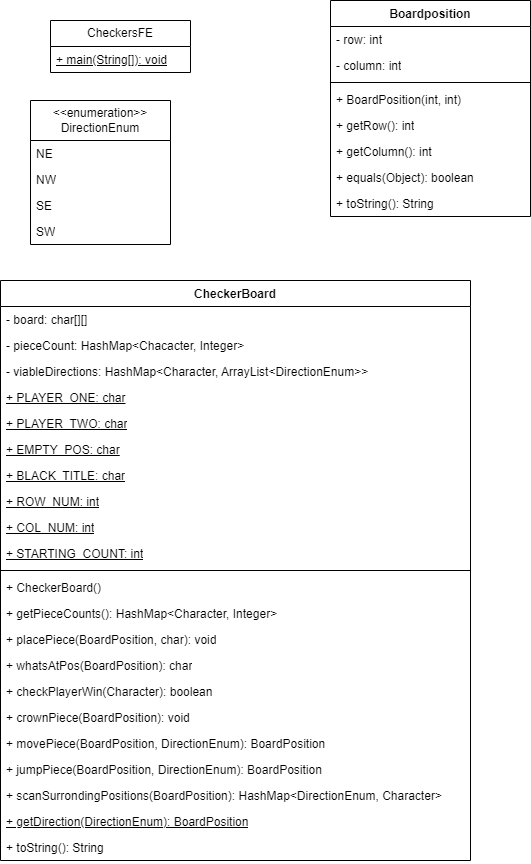 CheckersFE
+ main(String[]): void
<<enumeration>>
DirectionEnum
NE
NW
SE
SW
Boardposition
- row: int
- column: int
+ BoardPosition(int, int)
+ getRow(): int
+ getColumn(): int
+ equals(Object): boolean
+ toString(): String
CheckerBoard
- board: char[][]
- pieceCount: HashMap<Chacacter, Integer>
- viableDirections: HashMap<Character, ArrayList<DirectionEnum>>
+ PLAYER_ONE: char
+ PLAYER_TWO: char
+ EMPTY_POS: char
+ BLACK_TITLE: char
+ ROW_NUM: int
+ COL_NUM: int
+ STARTING_COUNT: int
+ CheckerBoard()
+ getPieceCounts(): HashMap<Character, Integer>
+ placePiece(BoardPosition, char): void
+ whatsAtPos(BoardPosition): char
+ checkPlayerWin(Character): boolean
+ crownPiece(BoardPosition): void
+ movePiece(BoardPosition, DirectionEnum): BoardPosition
+ jumpPiece(BoardPosition, DirectionEnum): BoardPosition
+ scanSurrondingPositions(BoardPosition): HashMap<DirectionEnum, Character>
+ getDirection(DirectionEnum): BoardPosition
+ toString(): String